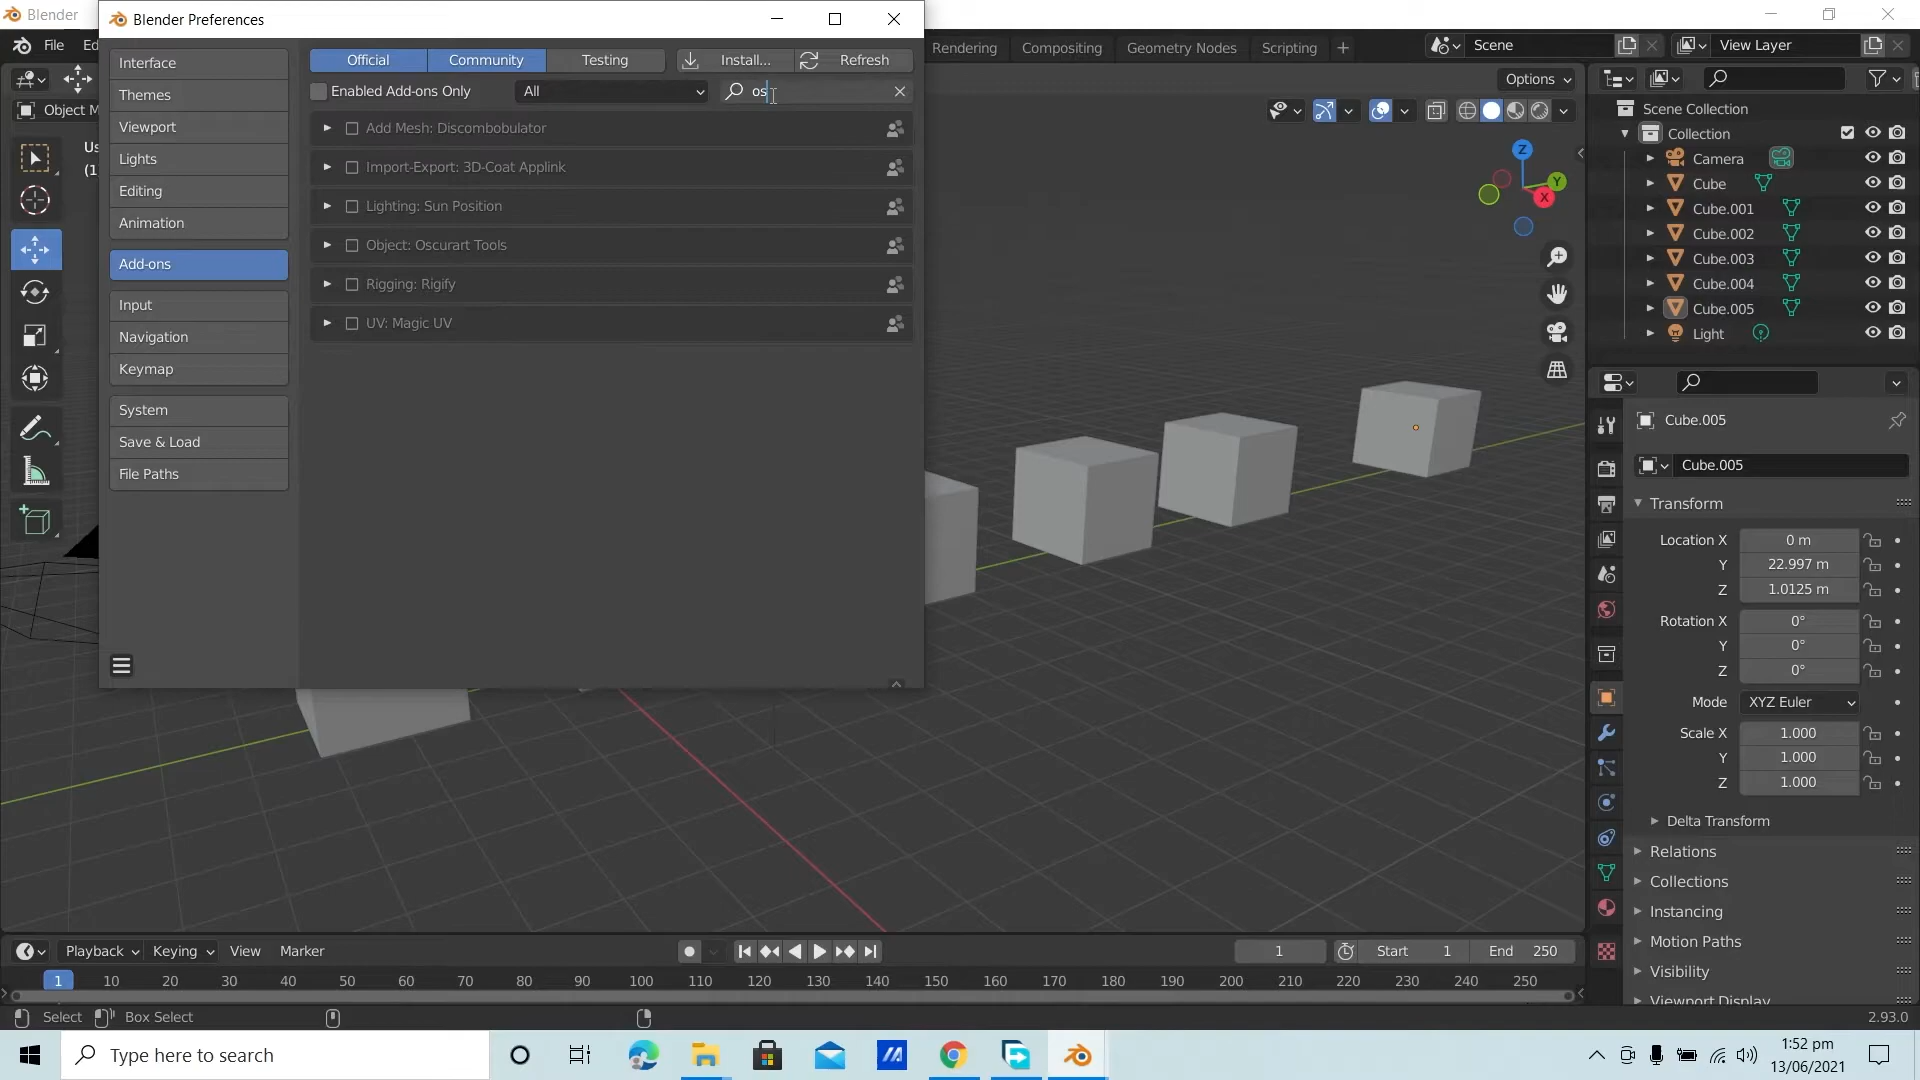 Blender
Blender Preferences
File
Ed
Rendering
Compositing
Geometry Nodes
Scripting
Scene
View Layer
Interface
Themes
Viewport
Lights
Editing
Animation
Add-ons
Input
Navigation
Keymap
System
Save & Load
File Paths
Official
Community
Testing
Install...
Refresh
Enabled Add-ons Only
All
os
Add Mesh: Discombobulator
Import-Export: 3D-Coat Applink
Lighting: Sun Position
Object: Oscurart Tools
Rigging: Rigify
UV: Magic UV
Object M
Us
(1
Options
Z
Y
X
Scene Collection
Collection
Camera
Cube
Cube.001
Cube.002
Cube.003
Cube.004
Cube.005
Light
Cube.005
Cube.005
Transform
Location X 0 m
Y 22.997 m
Z 1.0125 m
Rotation X 0°
Y 0°
Z 0°
Mode XYZ Euler
Scale X 1.000
Y 1.000
Z 1.000
Delta Transform
Relations
Collections
Instancing
Motion Paths
Visibility
Viewport Display
Playback Keying View Marker
1 Start 1 End 250
1 10 20 30 40 50 60 70 80 90 100 110 120 130 140 150 160 170 180 190 200 210 220 230 240 250
Select Box Select
2.93.0
Type here to search
1:52 pm
13/06/2021